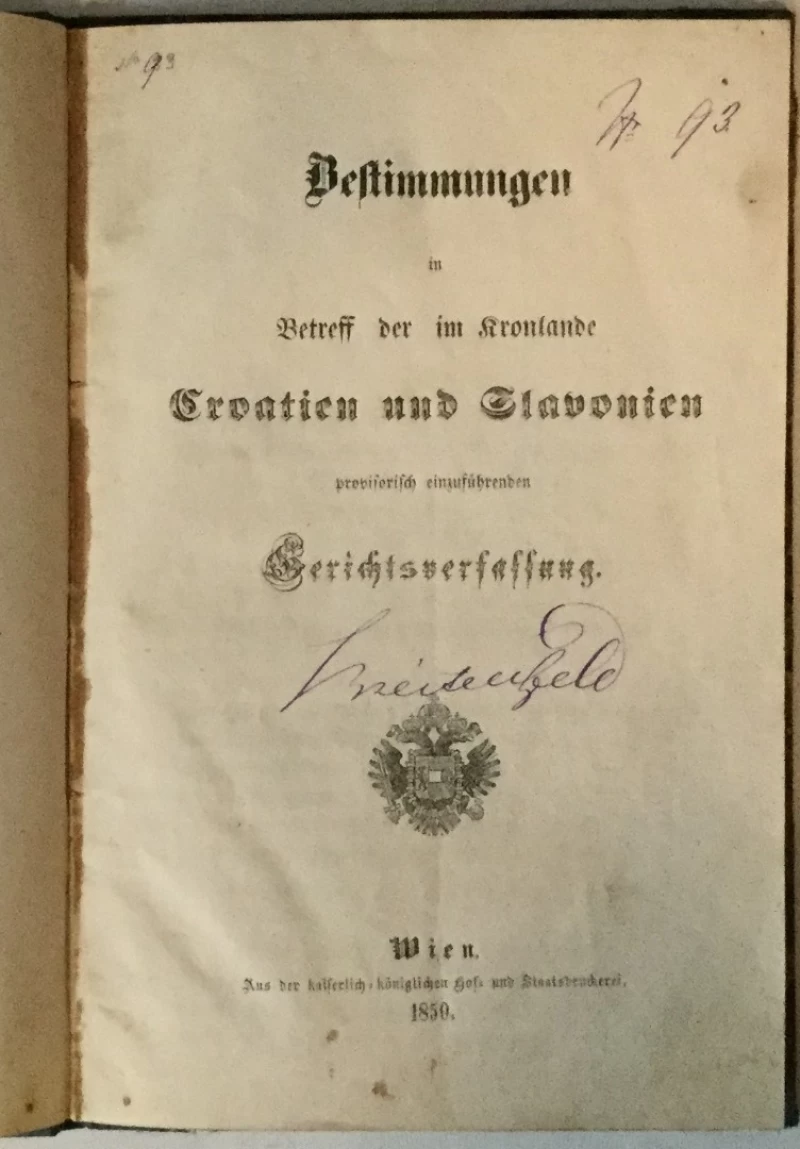 No 93
No 93
Bestimmungen
in
Betreff der im Kronlande
Croatien und Slavonien
provisorisch einzuführenden
Gerichtsverfassung.
Wien.
Aus der kaiserlich-königlichen Hof- und Staatsdruckerei.
1850.